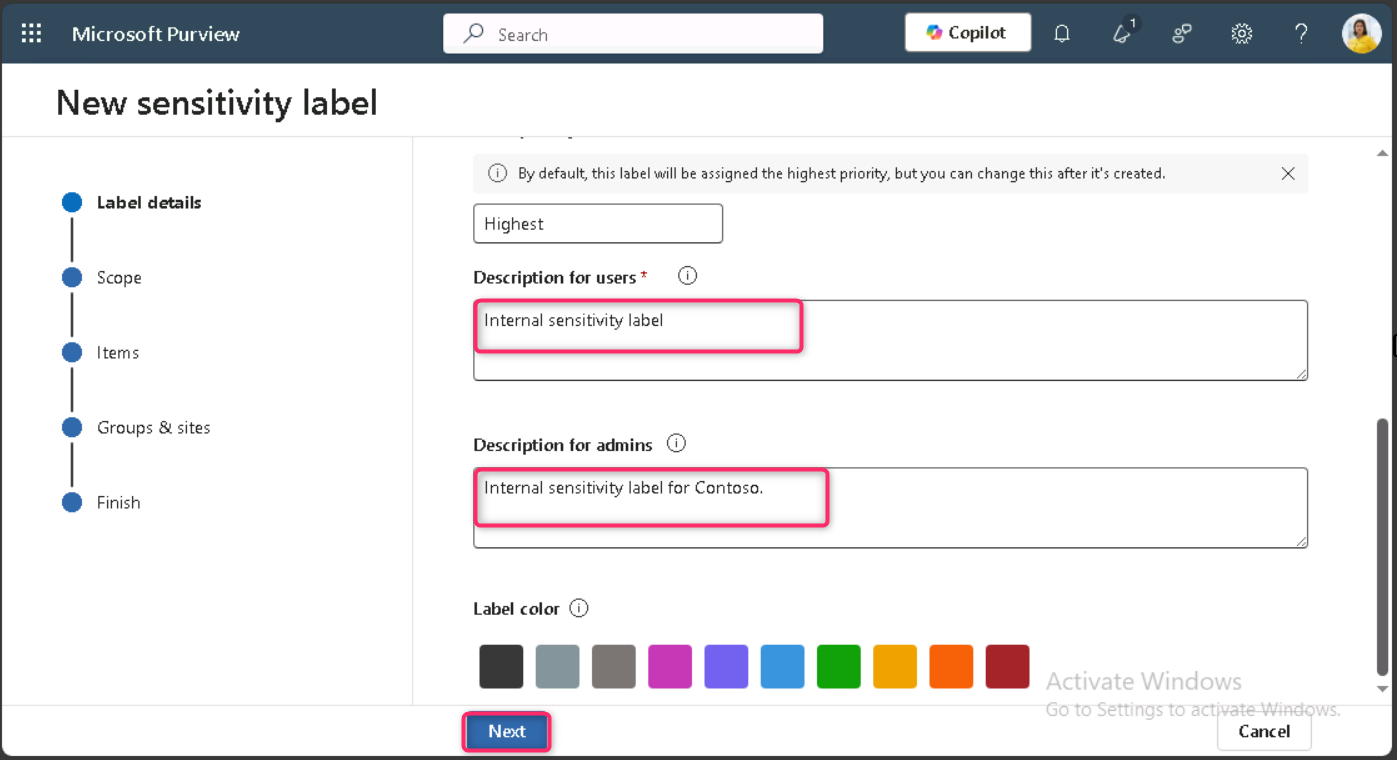 Microsoft Purview
Search
Copilot
1
New sensitivity label
Label details
Scope
Items
Groups & sites
Finish
By default, this label will be assigned the highest priority, but you can change this after it's created.
Highest
Description for users *
Internal sensitivity label
Description for admins
Internal sensitivity label for Contoso.
Label color
Activate Windows
Go to Settings to activate Windows.
Next
Cancel